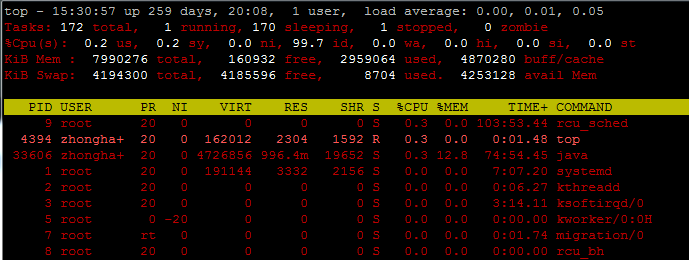 top - 15:30:57 up 259 days, 20:08,  1 user,  load average: 0.00, 0.01, 0.05
Tasks: 172 total,   1 running, 170 sleeping,   1 stopped,   0 zombie
%Cpu(s):  0.2 us,  0.2 sy,  0.0 ni, 99.7 id,  0.0 wa,  0.0 hi,  0.0 si,  0.0 st
KiB Mem :  7990276 total,   160932 free,  2959064 used,  4870280 buff/cache
KiB Swap:  4194300 total,  4185596 free,     8704 used.  4253128 avail Mem
PID USER      PR  NI    VIRT    RES    SHR S  %CPU %MEM     TIME+ COMMAND
9 root      20   0       0      0      0 S   0.3  0.0 103:53.44 rcu_sched
4394 zhongha+  20   0  162012   2304   1592 R   0.3  0.0   0:01.48 top
33606 zhongha+  20   0 4726856 996.4m  19652 S   0.3 12.8  74:54.45 java
1 root      20   0  191144   3332   2156 S   0.0  0.0   7:07.20 systemd
2 root      20   0       0      0      0 S   0.0  0.0   0:06.27 kthreadd
3 root      20   0       0      0      0 S   0.0  0.0   3:14.11 ksoftirqd/0
5 root       0 -20       0      0      0 S   0.0  0.0   0:00.00 kworker/0:0H
7 root      rt   0       0      0      0 S   0.0  0.0   0:01.74 migration/0
8 root      20   0       0      0      0 S   0.0  0.0   0:00.00 rcu_bh